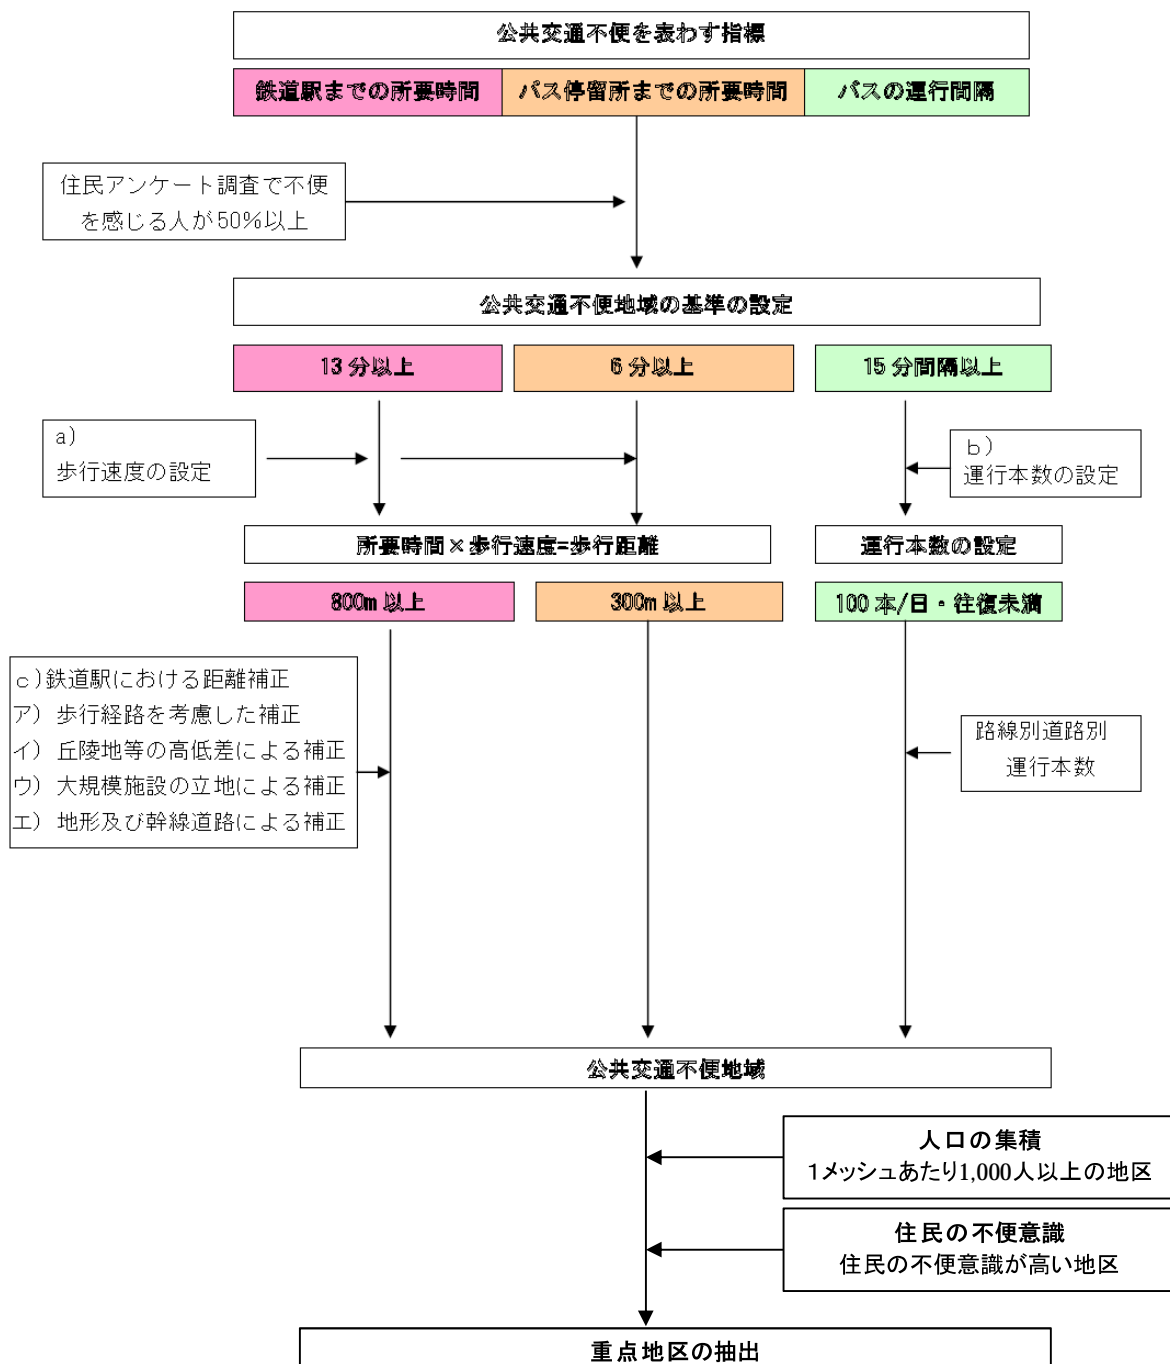 公共交通不便を表わす指標
鉄道駅までの所要時間
バス停留所までの所要時間
バスの運行間隔
住民アンケート調査で不便
を感じる人が50%以上
公共交通不便地域の基準の設定
13分以上
6分以上
15分間隔以上
a)
歩行速度の設定
b)
運行本数の設定
所要時間×歩行速度=歩行距離
運行本数の設定
800m以上
300m以上
100本/日・往復未満
c)鉄道駅における距離補正
ア) 歩行経路を考慮した補正
イ) 丘陵地等の高低差による補正
ウ) 大規模施設の立地による補正
エ) 地形及び幹線道路による補正
路線別道路別
運行本数
公共交通不便地域
人口の集積
1メッシュあたり1,000人以上の地区
住民の不便意識
住民の不便意識が高い地区
重点地区の抽出